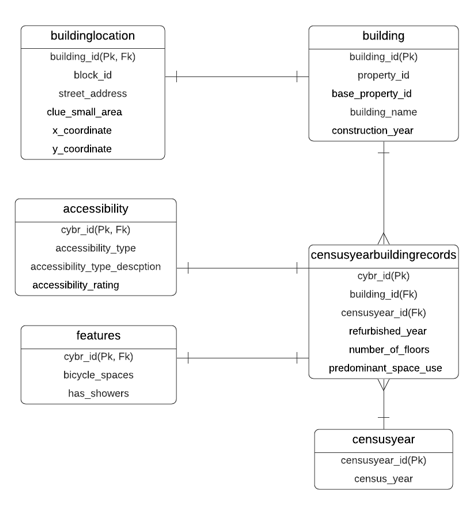 buildinglocation
building_id(Pk, Fk)
block_id
street_address
clue_small_area
x_coordinate
y_coordinate
building
building_id(Pk)
property_id
base_property_id
building_name
construction_year
accessibility
cybr_id(Pk, Fk)
accessibility_type
accessibility_type_descption
accessibility_rating
censusyearbuildingrecords
cybr_id(Pk)
building_id(Fk)
censusyear_id(Fk)
refurbished_year
number_of_floors
predominant_space_use
features
cybr_id(Pk, Fk)
bicycle_spaces
has_showers
censusyear
censusyear_id(Pk)
census_year